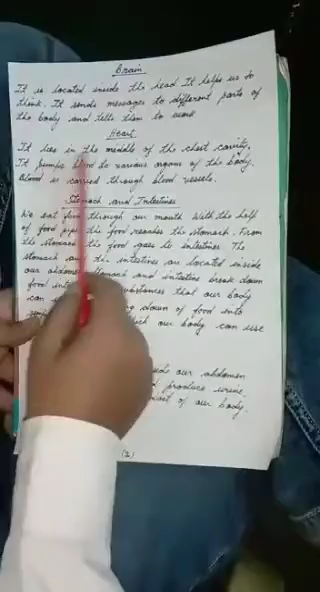 Brain
It is located inside the head It helps us to
think. It sends messages to different parts of
the body and tells them to work
Heart
It lies in the meddle of the chest cavity.
It pumps blood to various organs of the body.
Blood is carried through blood vessels.
Stomach and Intestines
We eat food through our mouth With the help
of food pipe the food reaches the stomach. From
the stomach the food goes to intestines The
stomach and the intestines are located inside
our abdomen Stomach and intestine break down
food into substances that our body
can down of food into
which our body can use
our abdomen
produce urine
out of our body.
(2)